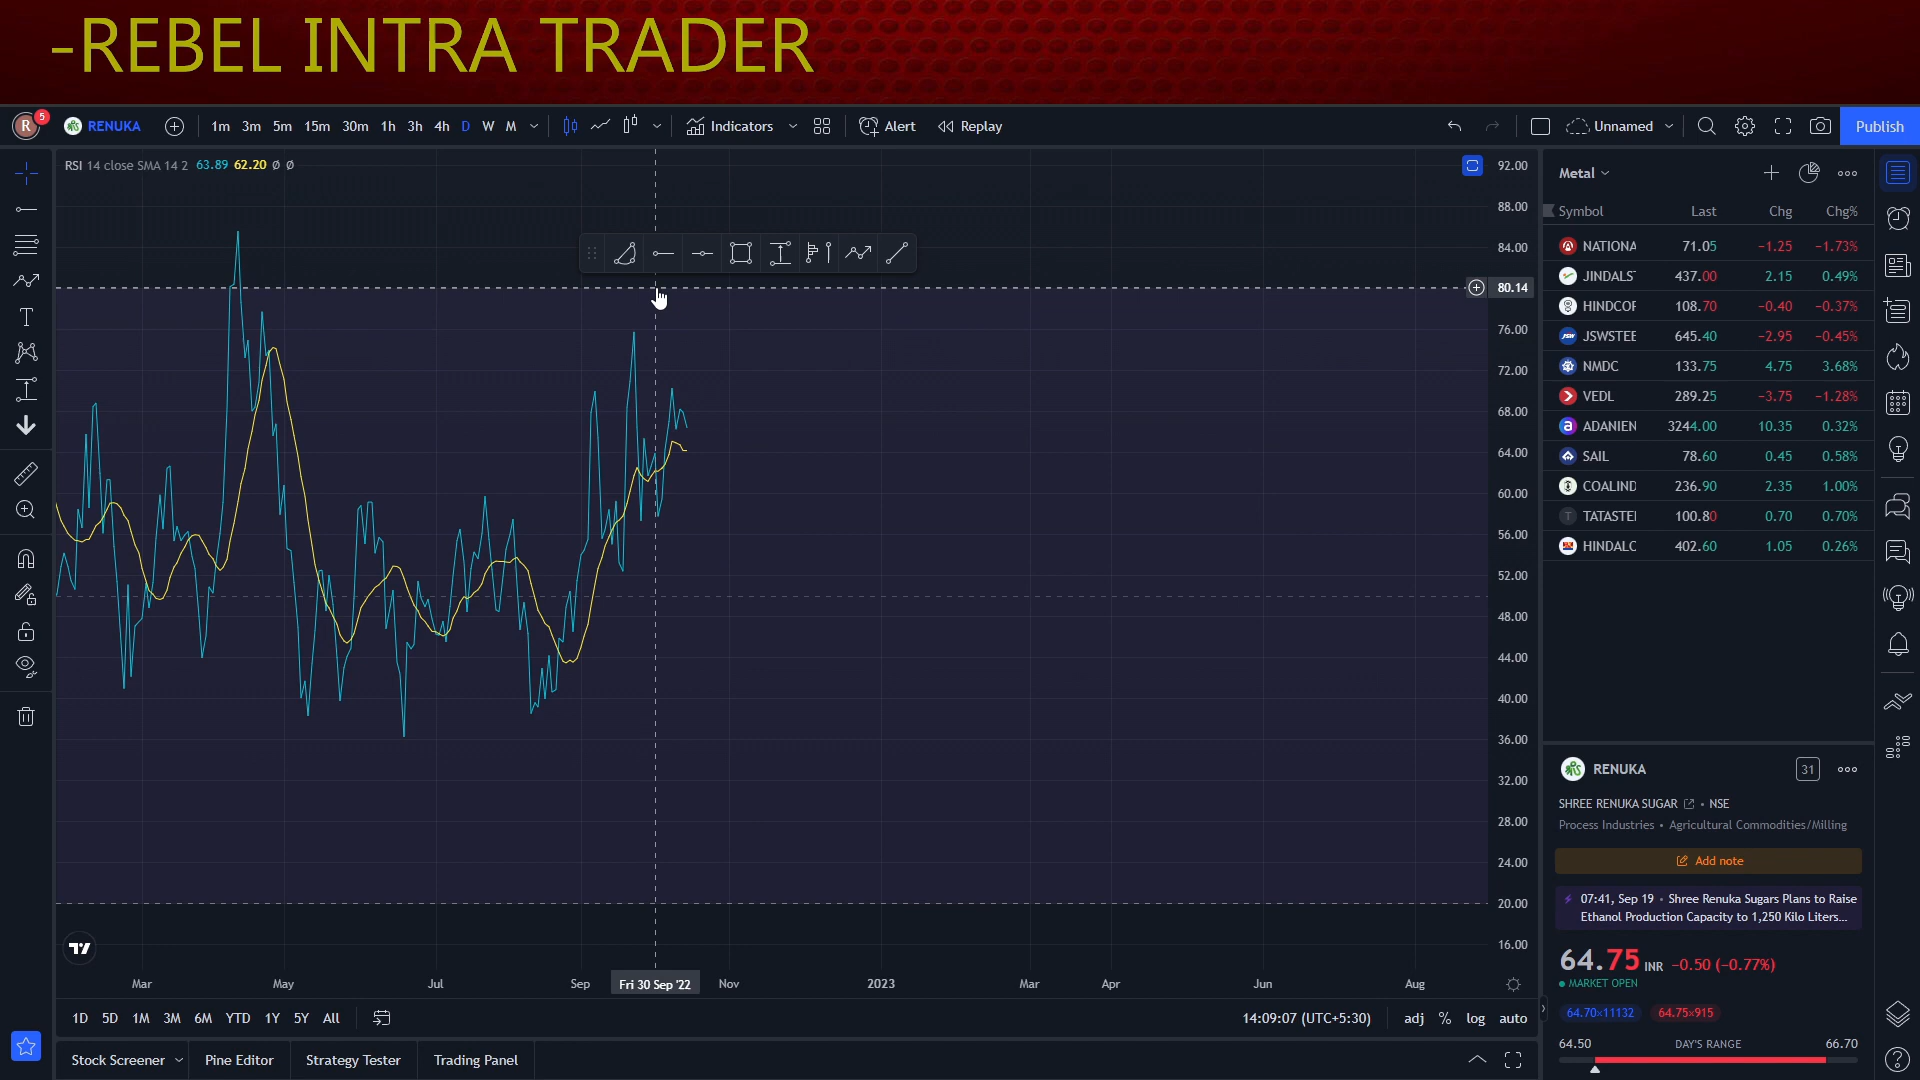 -REBEL INTRA TRADER
R 5 RENUKA 1m 3m 5m 15m 30m 1h 3h 4h D W M Indicators Alert Replay Unnamed Publish
RSI 14 close SMA 14 2 63.89 62.20 Ø Ø
92.00
88.00
84.00
80.14
76.00
72.00
68.00
64.00
60.00
56.00
52.00
48.00
44.00
40.00
36.00
32.00
28.00
24.00
20.00
16.00
Mar May Jul Sep Fri 30 Sep '22 Nov 2023 Mar Apr Jun Aug
1D 5D 1M 3M 6M YTD 1Y 5Y All 14:09:07 (UTC+5:30) adj % log auto
Stock Screener Pine Editor Strategy Tester Trading Panel
T
Metal
Symbol Last Chg Chg%
NATIONA 71.05 −1.25 −1.73%
JINDALST 437.00 2.15 0.49%
HINDCOP 108.70 −0.40 −0.37%
JSW JSWSTEE 645.40 −2.95 −0.45%
NMDC 133.75 4.75 3.68%
VEDL 289.25 −3.75 −1.28%
a ADANIEN 3244.00 10.35 0.32%
SAIL 78.60 0.45 0.58%
COALIND 236.90 2.35 1.00%
T TATASTEE 100.80 0.70 0.70%
HINDALC 402.60 1.05 0.26%
RENUKA 31
SHREE RENUKA SUGAR • NSE
Process Industries • Agricultural Commodities/Milling
Add note
07:41, Sep 19 • Shree Renuka Sugars Plans to Raise
Ethanol Production Capacity to 1,250 Kilo Liters...
64.75 INR −0.50 (−0.77%)
MARKET OPEN
64.70×11132 64.75×915
64.50 DAY'S RANGE 66.70